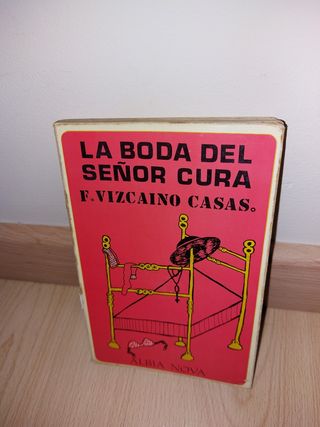 LA BODA DEL
SEÑOR CURA
F. VIZCAINO CASAS.
ALBIA NOVA